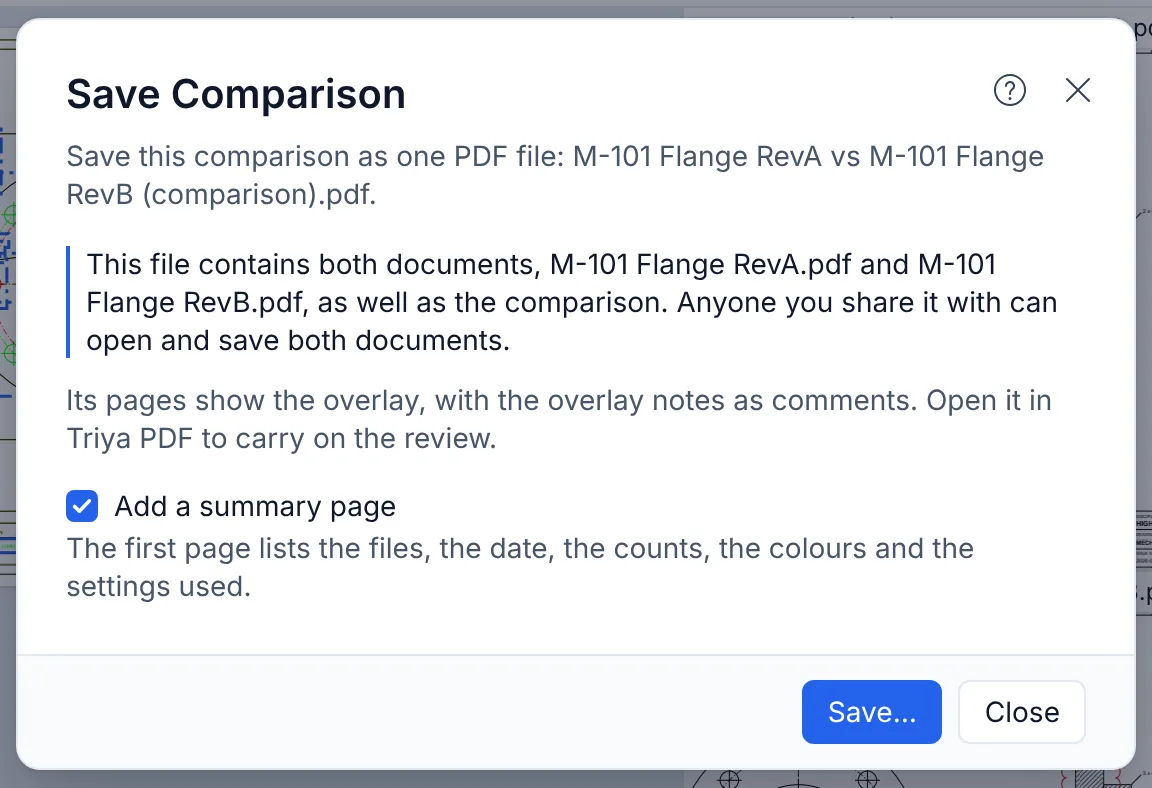 Save Comparison
Save this comparison as one PDF file: M-101 Flange RevA vs M-101 Flange
RevB (comparison).pdf.
This file contains both documents, M-101 Flange RevA.pdf and M-101
Flange RevB.pdf, as well as the comparison. Anyone you share it with can
open and save both documents.
Its pages show the overlay, with the overlay notes as comments. Open it in
Triya PDF to carry on the review.
Add a summary page
The first page lists the files, the date, the counts, the colours and the
settings used.
Save...
Close